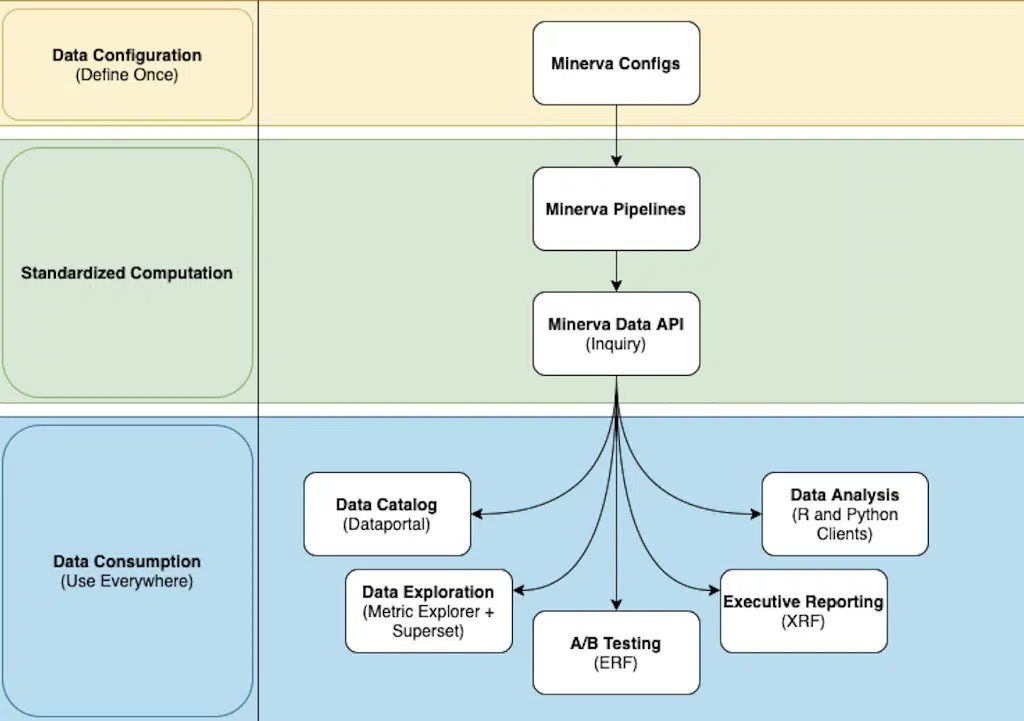 Data Configuration
(Define Once)
Minerva Configs
Standardized Computation
Minerva Pipelines
Minerva Data API
(Inquiry)
Data Consumption
(Use Everywhere)
Data Catalog
(Dataportal)
Data Exploration
(Metric Explorer +
Superset)
A/B Testing
(ERF)
Executive Reporting
(XRF)
Data Analysis
(R and Python
Clients)